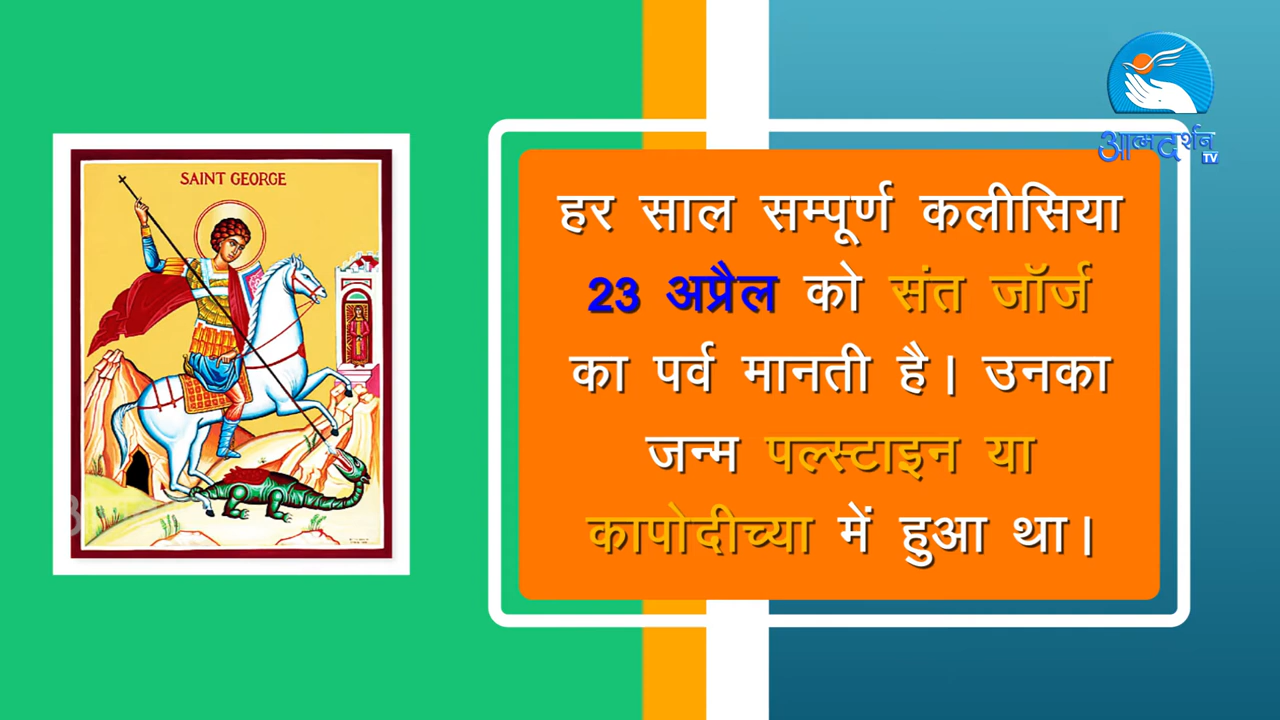 SAINT GEORGE
आत्मदर्शन
TV
हर साल सम्पूर्ण कलीसिया
23 अप्रैल को संत जॉर्ज
का पर्व मानती है। उनका
जन्म पल्स्टाइन या
कापोदीच्या में हुआ था।